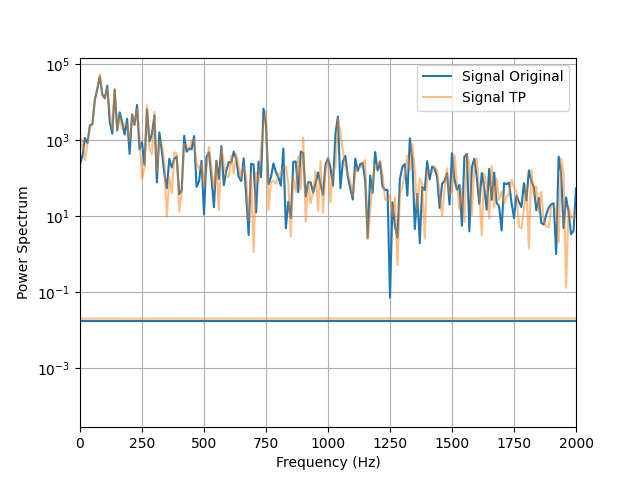 10^5
10^3
10^1
10^-1
10^-3
Power Spectrum
Signal Original
Signal TP
0 250 500 750 1000 1250 1500 1750 2000
Frequency (Hz)